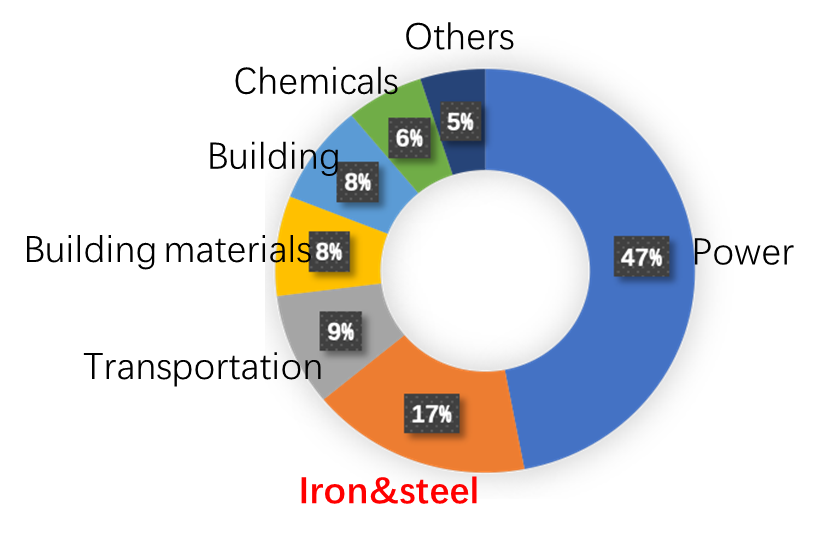 Others
Chemicals
5%
6%
Building
8%
Building materials
8%
47%
Power
9%
Transportation
17%
Iron&steel